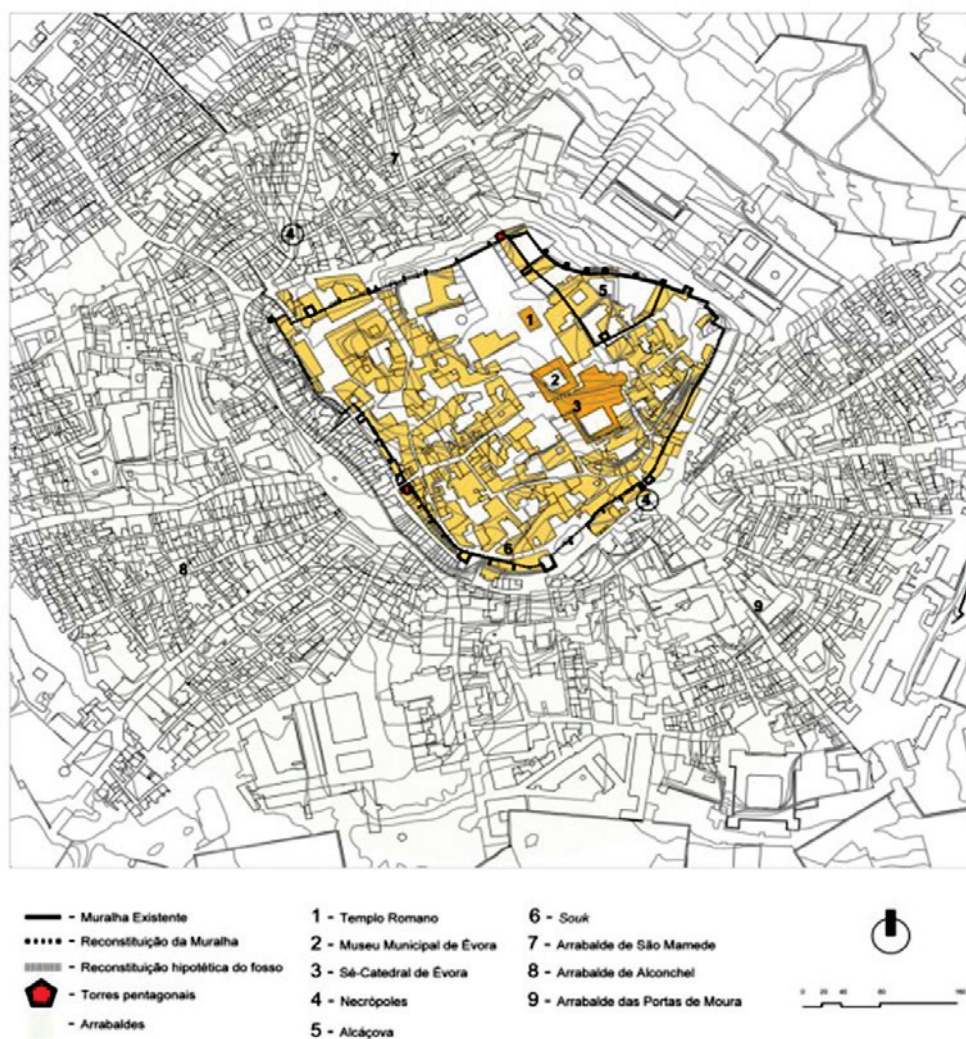 7
4
5
1
2
3
4
6
8
9
- Muralha Existente
- Reconstituição da Muralha
- Reconstituição hipotética do fosso
- Torres pentagonais
- Arrabaldes
1 - Templo Romano
2 - Museu Municipal de Évora
3 - Sé-Catedral de Évora
4 - Necrópoles
5 - Alcáçova
6 - Souk
7 - Arrabalde de São Mamede
8 - Arrabalde de Alconchel
9 - Arrabalde das Portas de Moura
0 20 40 80 160